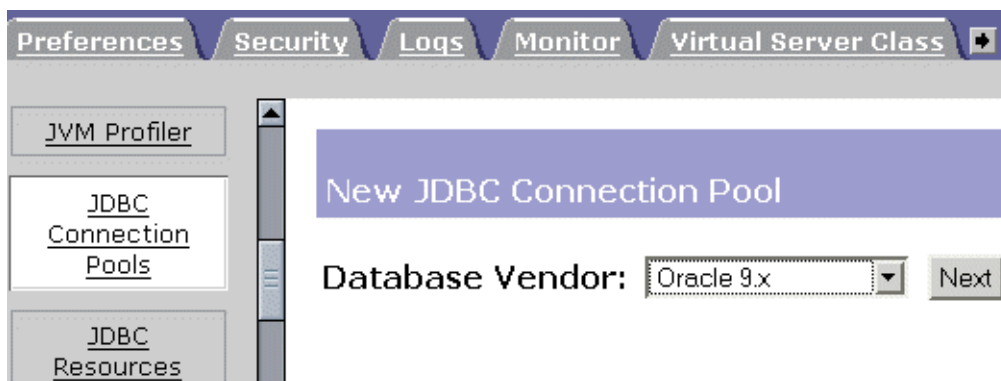 Preferences Security Logs Monitor Virtual Server Class
JVM Profiler
JDBC
Connection
Pools
JDBC
Resources
New JDBC Connection Pool
Database Vendor: Oracle 9.x Next